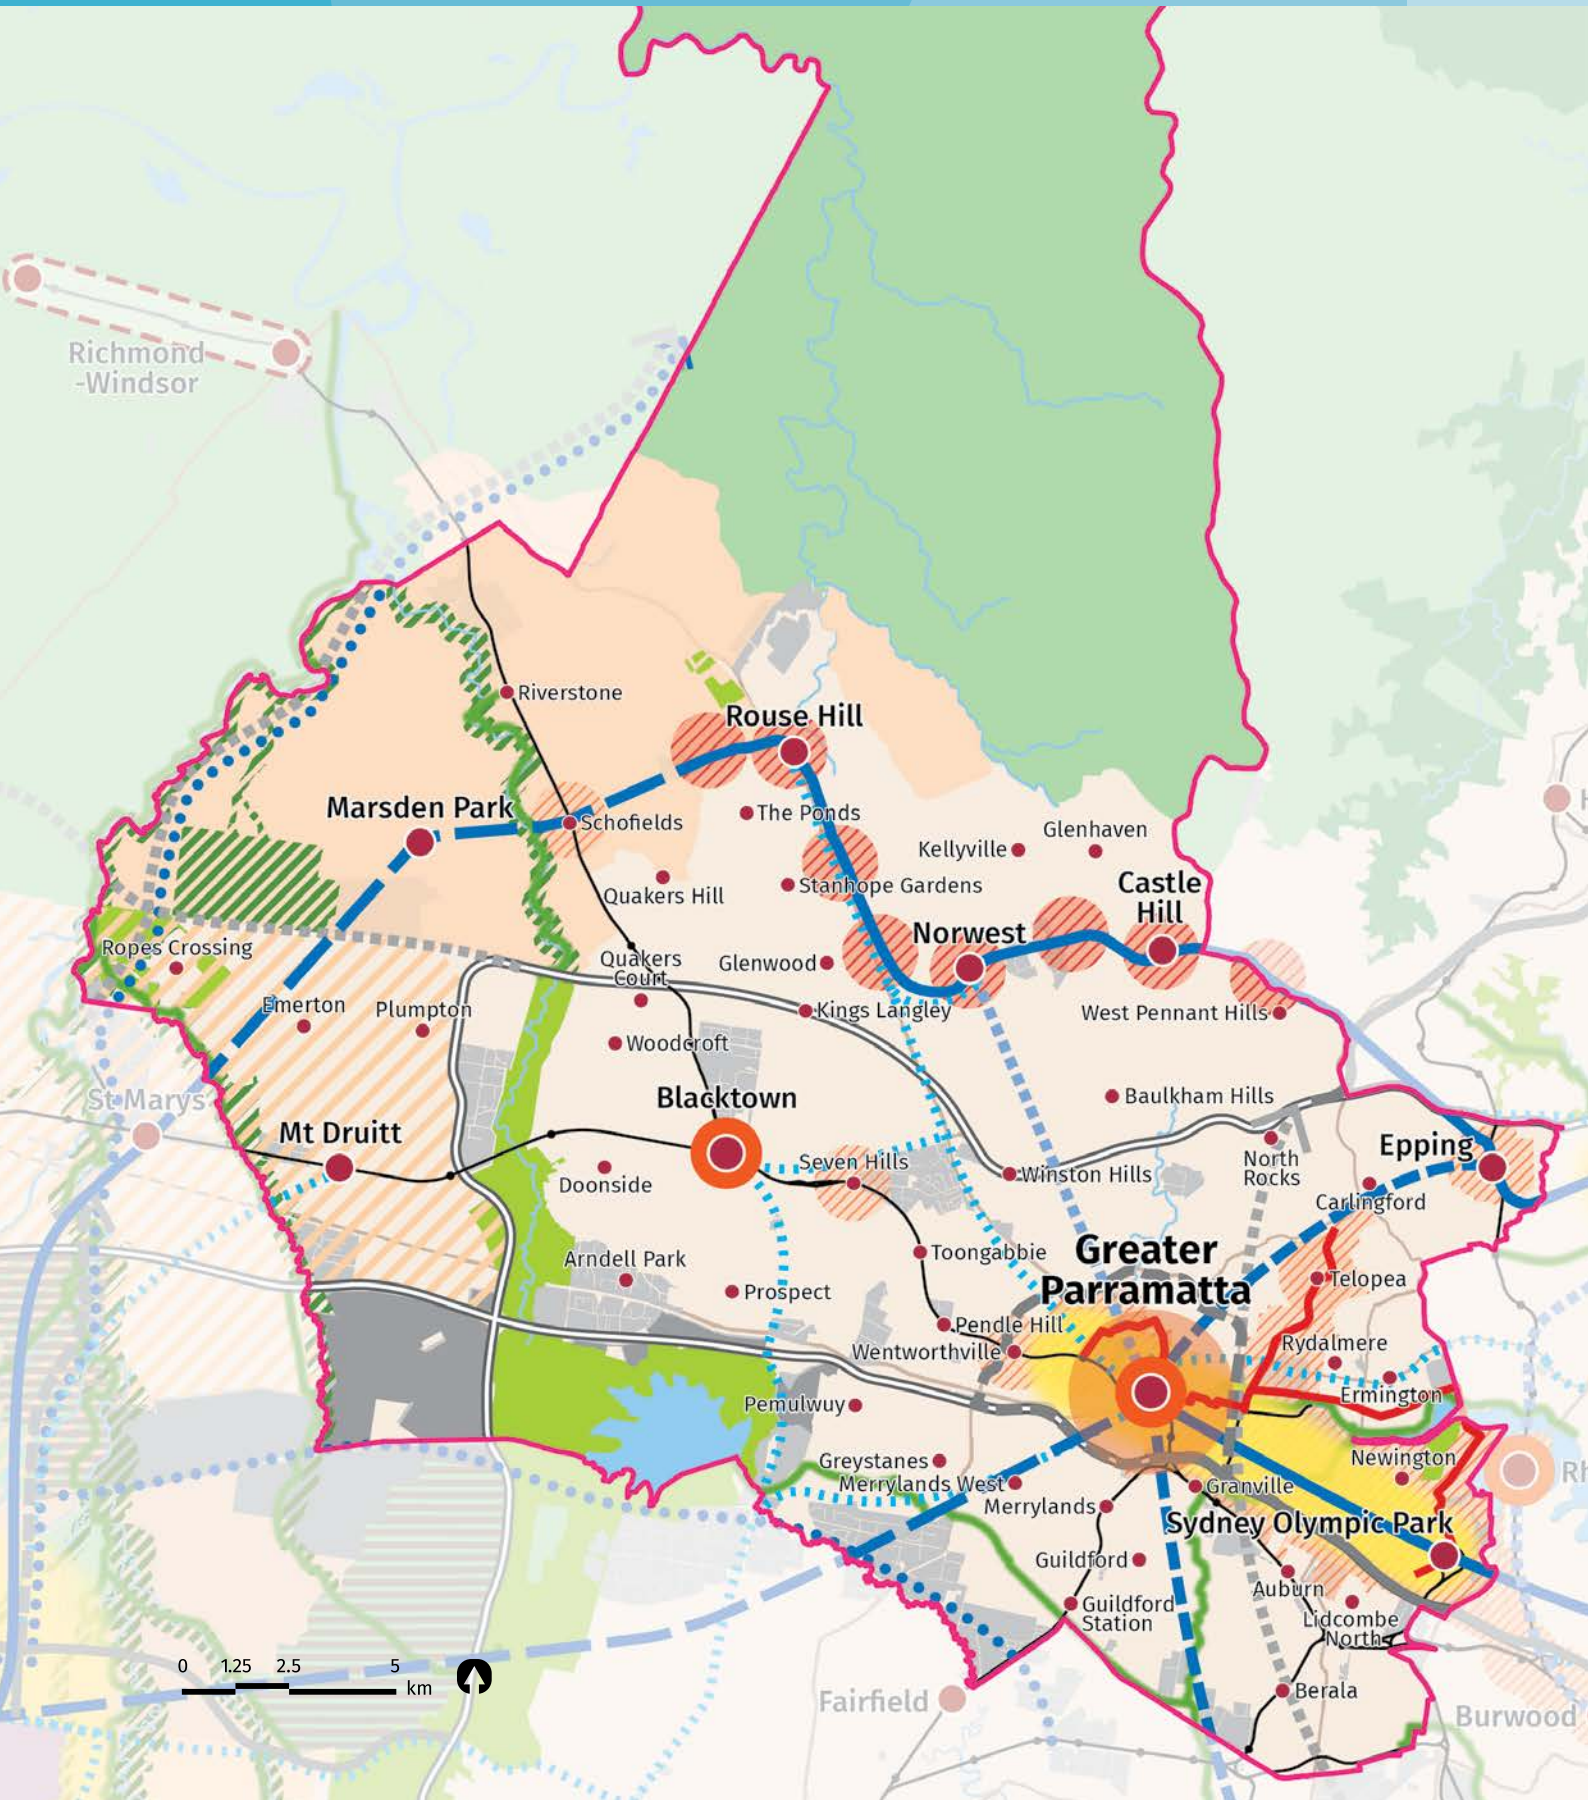 Richmond
-Windsor
Riverstone
Rouse Hill
Marsden Park
Schofields
The Ponds
Kellyville
Glenhaven
Quakers Hill
Stanhope Gardens
Castle
Hill
Norwest
Ropes Crossing
Quakers
Court
Glenwood
Emerton
Plumpton
Kings Langley
West Pennant Hills
Woodcroft
St Marys
Blacktown
Baulkham Hills
Mt Druitt
Seven Hills
Epping
Doonside
Winston Hills
North
Rocks
Carlingford
Arndell Park
Toongabbie
Greater
Parramatta
Telopea
Prospect
Pendle Hill
Wentworthville
Rydalmere
Ermington
Pemulwuy
Greystanes
Merrylands West
Newington
Rh
Granville
Merrylands
Sydney Olympic Park
Guildford
Auburn
Guildford
Station
Lidcombe
North
0 1.25 2.5 5
km
Berala
Fairfield
Burwood